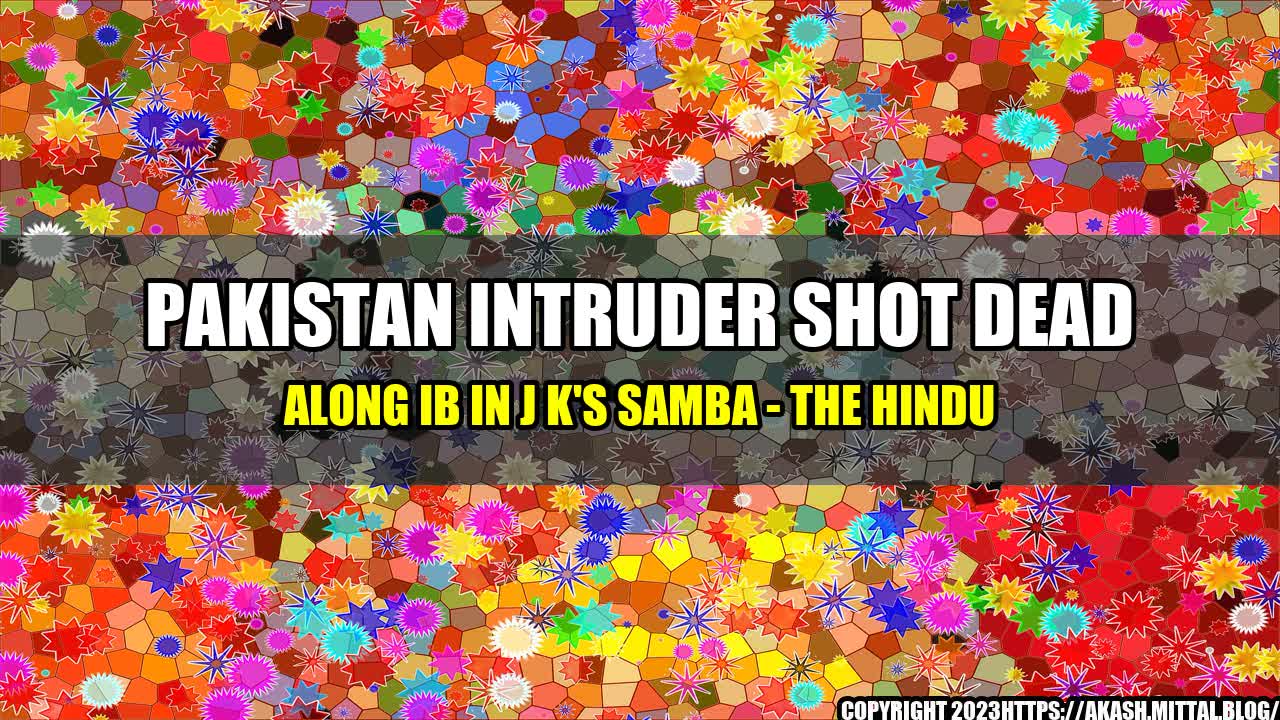 PAKISTAN INTRUDER SHOT DEAD
ALONG IB IN J K'S SAMBA - THE HINDU
COPYRIGHT 2023HTTPS://AKASH.MITTAL.BLOG/